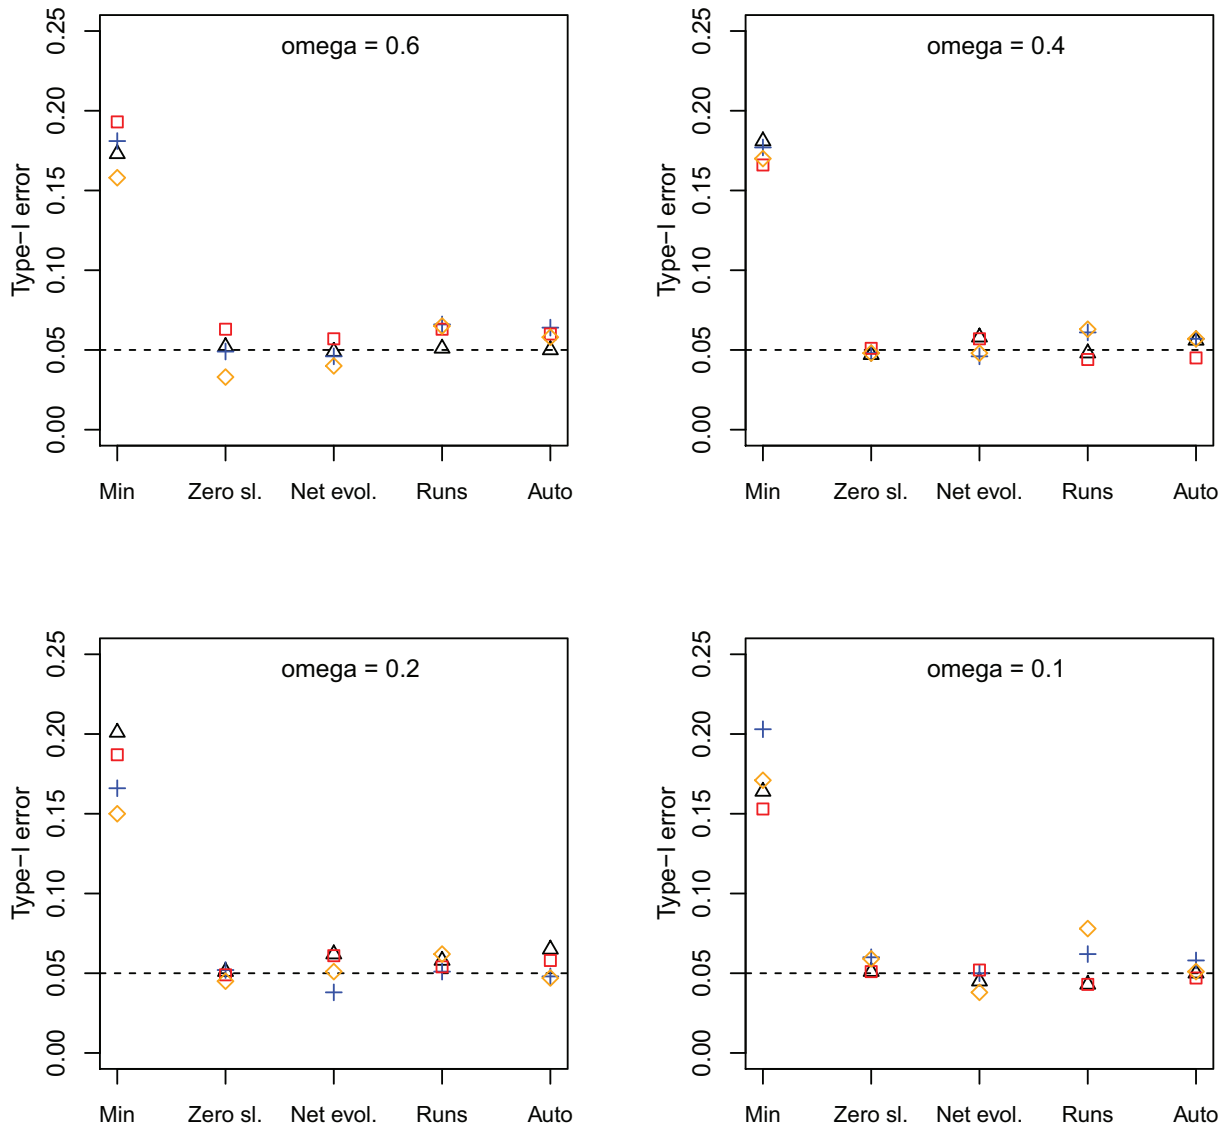 omega = 0.6
Type−I error
0.25
0.20
0.15
0.10
0.05
0.00
Min Zero sl. Net evol. Runs Auto
omega = 0.4
Type−I error
0.25
0.20
0.15
0.10
0.05
0.00
Min Zero sl. Net evol. Runs Auto
omega = 0.2
Type−I error
0.25
0.20
0.15
0.10
0.05
0.00
Min Zero sl. Net evol. Runs Auto
omega = 0.1
Type−I error
0.25
0.20
0.15
0.10
0.05
0.00
Min Zero sl. Net evol. Runs Auto